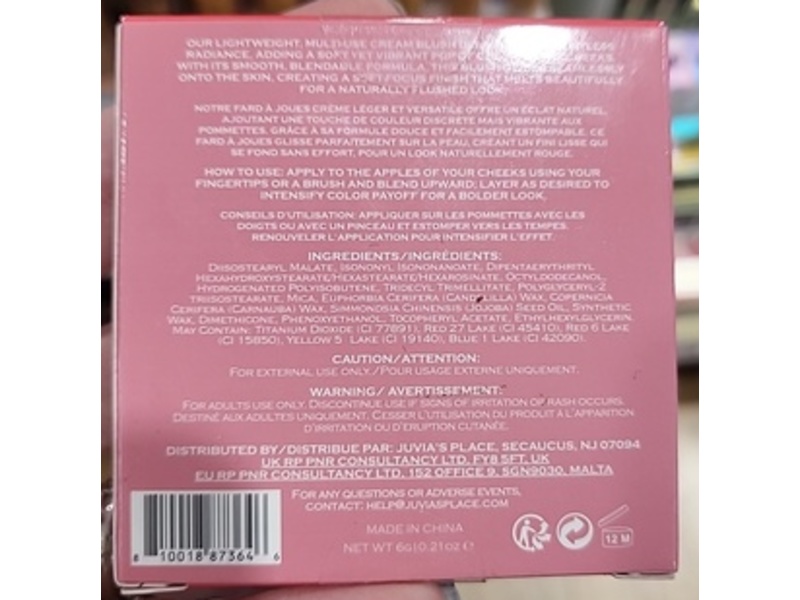 OUR LIGHTWEIGHT, MULTI-USE CREAM BLUSH
RADIANCE, ADDING A SOFT YET VIBRANT POP OF
WITH ITS SMOOTH, BLENDABLE FORMULA, THIS BLUSH
ONTO THE SKIN, CREATING A SOFT-FOCUS FINISH THAT MELTS BEAUTIFULLY
FOR A NATURALLY FLUSHED LOOK.
NOTRE FARD À JOUES CRÈME LÉGER ET VERSATILE OFFRE UN ÉCLAT NATUREL,
AJOUTANT UNE TOUCHE DE COULEUR DISCRÈTE MAIS VIBRANTE AUX
POMMETTES. GRÂCE À SA FORMULE DOUCE ET FACILEMENT ESTOMPABLE, CE
FARD À JOUES GLISSE PARFAITEMENT SUR LA PEAU, CRÉANT UN FINI LISSE QUI
SE FOND SANS EFFORT, POUR UN LOOK NATURELLEMENT ROUGE.
HOW TO USE: APPLY TO THE APPLES OF YOUR CHEEKS USING YOUR
FINGERTIPS OR A BRUSH AND BLEND UPWARD; LAYER AS DESIRED TO
INTENSIFY COLOR PAYOFF FOR A BOLDER LOOK.
CONSEILS D'UTILISATION: APPLIQUER SUR LES POMMETTES AVEC LES
DOIGTS OU AVEC UN PINCEAU ET ESTOMPER VERS LES TEMPES.
RENOUVELER L'APPLICATION POUR INTENSIFIER L'EFFET.
INGREDIENTS/INGRÉDIENTS:
DIISOSTEARYL MALATE, ISONONYL ISONONANOATE, DIPENTAERYTHRITYL
HEXAHYDROXYSTEARATE/HEXASTEARATE/HEXAROSINATE, OCTYLDODECANOL,
HYDROGENATED POLYISOBUTENE, TRIDECYL TRIMELLITATE, POLYGLYCERYL-2
TRIISOSTEARATE, MICA, EUPHORBIA CERIFERA (CANDELILLA) WAX, COPERNICIA
CERIFERA (CARNAUBA) WAX, SIMMONDSIA CHINENSIS (JOJOBA) SEED OIL, SYNTHETIC
WAX, DIMETHICONE, PHENOXYETHANOL, TOCOPHERYL ACETATE, ETHYLHEXYLGLYCERIN.
MAY CONTAIN: TITANIUM DIOXIDE (CI 77891), RED 27 LAKE (CI 45410), RED 6 LAKE
(CI 15850), YELLOW 5 LAKE (CI 19140), BLUE 1 LAKE (CI 42090).
CAUTION/ATTENTION:
FOR EXTERNAL USE ONLY./POUR USAGE EXTERNE UNIQUEMENT.
WARNING/ AVERTISSEMENT:
FOR ADULTS USE ONLY. DISCONTINUE USE IF SIGNS OF IRRITATION OR RASH OCCURS.
DESTINÉ AUX ADULTES UNIQUEMENT. CESSER L'UTILISATION DU PRODUIT À L'APPARITION
D'IRRITATION OU D'ÉRUPTION CUTANÉE.
DISTRIBUTED BY/DISTRIBUE PAR: JUVIA'S PLACE, SECAUCUS, NJ 07094
UK RP PNR CONSULTANCY LTD, FY8 5FT, UK
EU RP PNR CONSULTANCY LTD, 152 OFFICE 9, SGN9030, MALTA
FOR ANY QUESTIONS OR ADVERSE EVENTS,
CONTACT: HELP@JUVIASPLACE.COM
MADE IN CHINA
NET WT 6g|0.21oz e
8 10018 87364 6
12 M